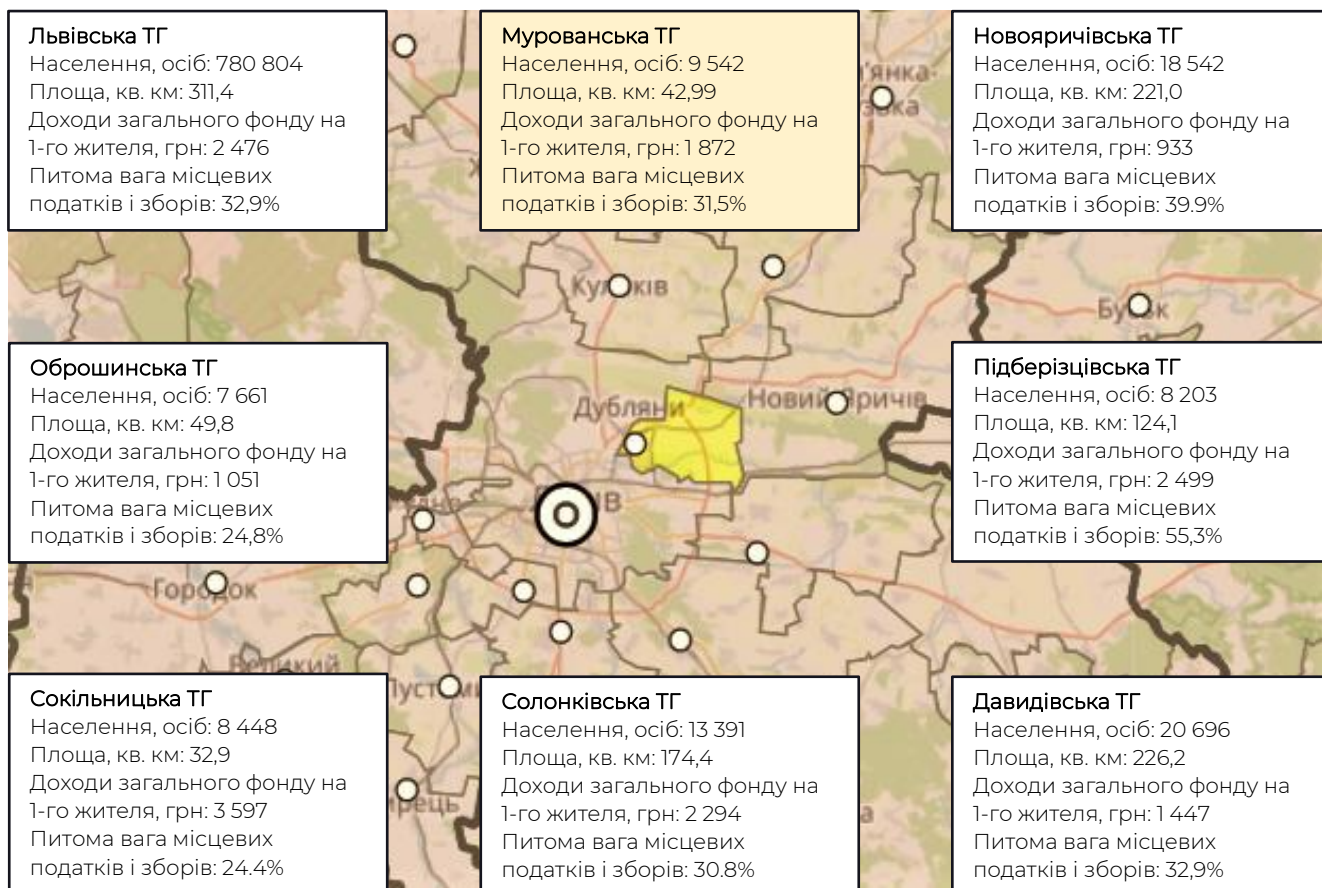 Львівська ТГ
Населення, осіб: 780 804
Площа, кв. км: 311,4
Доходи загального фонду на
1-го жителя, грн: 2 476
Питома вага місцевих
податків і зборів: 32,9%
Мурованська ТГ
Населення, осіб: 9 542
Площа, кв. км: 42,99
Доходи загального фонду на
1-го жителя, грн: 1 872
Питома вага місцевих
податків і зборів: 31,5%
Новояричівська ТГ
Населення, осіб: 18 542
Площа, кв. км: 221,0
Доходи загального фонду на
1-го жителя, грн: 933
Питома вага місцевих
податків і зборів: 39.9%
Оброшинська ТГ
Населення, осіб: 7 661
Площа, кв. км: 49,8
Доходи загального фонду на
1-го жителя, грн: 1 051
Питома вага місцевих
податків і зборів: 24,8%
Дубляни
Новий Яричів
Городок
Великий
Підберізцівська ТГ
Населення, осіб: 8 203
Площа, кв. км: 124,1
Доходи загального фонду на
1-го жителя, грн: 2 499
Питома вага місцевих
податків і зборів: 55,3%
Сокільницька ТГ
Населення, осіб: 8 448
Площа, кв. км: 32,9
Доходи загального фонду на
1-го жителя, грн: 3 597
Питома вага місцевих
податків і зборів: 24.4%
Солонківська ТГ
Населення, осіб: 13 391
Площа, кв. км: 174,4
Доходи загального фонду на
1-го жителя, грн: 2 294
Питома вага місцевих
податків і зборів: 30.8%
Давидівська ТГ
Населення, осіб: 20 696
Площа, кв. км: 226,2
Доходи загального фонду на
1-го жителя, грн: 1 447
Питома вага місцевих
податків і зборів: 32,9%